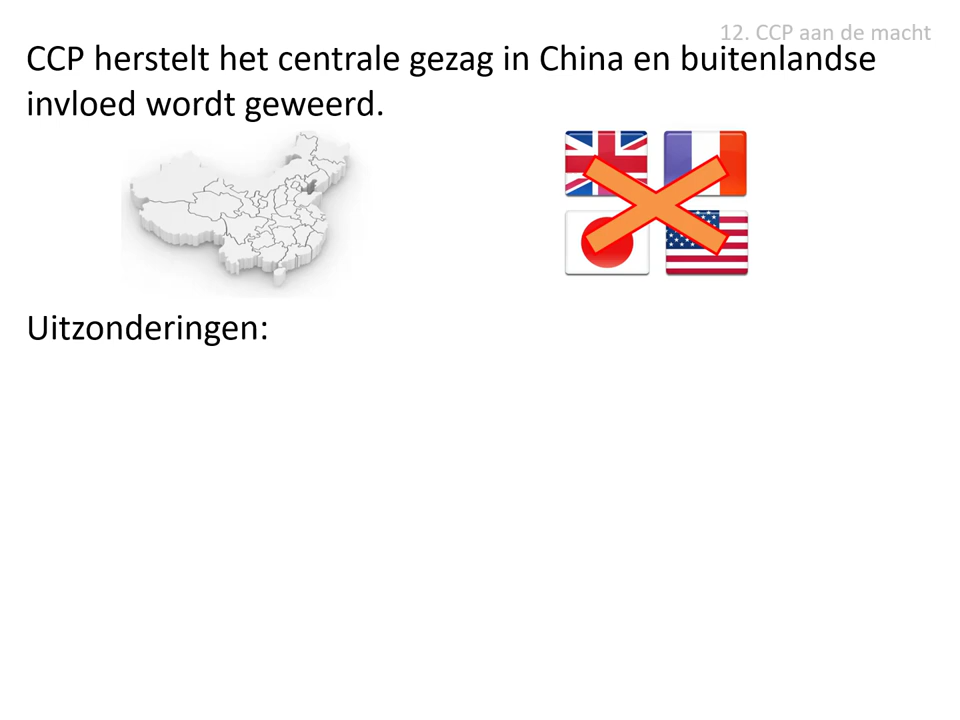 12. CCP aan de macht
CCP herstelt het centrale gezag in China en buitenlandse
invloed wordt geweerd.
Uitzonderingen: